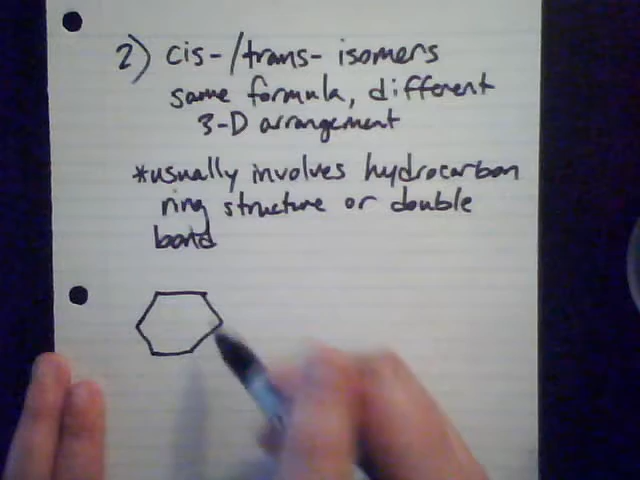 2) cis-/trans- isomers
same formula, different
3-D arrangement
*usually involves hydrocarbon
ring structure or double
bond